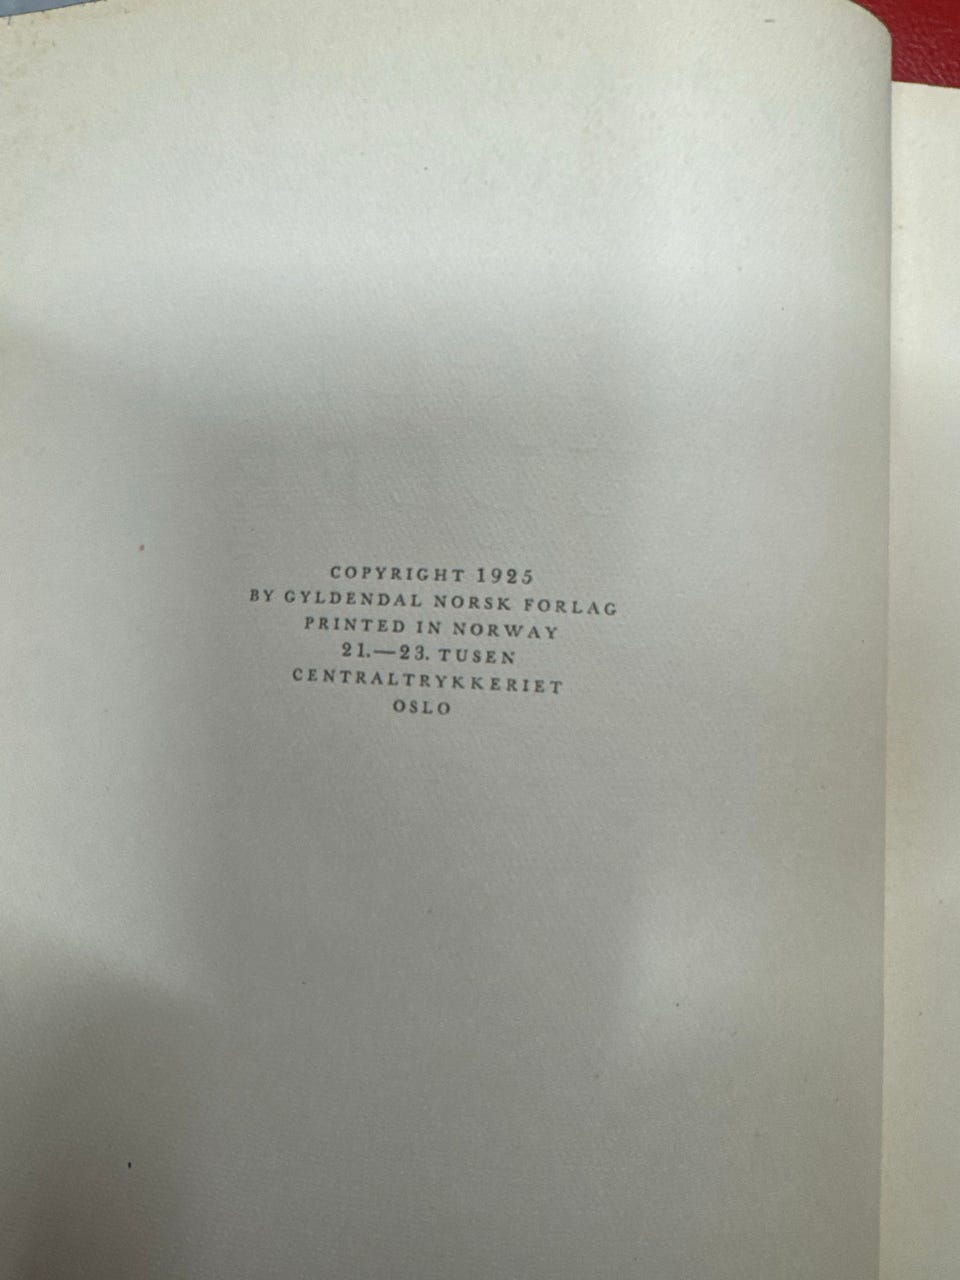 COPYRIGHT 1925
BY GYLDENDAL NORSK FORLAG
PRINTED IN NORWAY
21.—23. TUSEN
CENTRALTRYKKERIET
OSLO